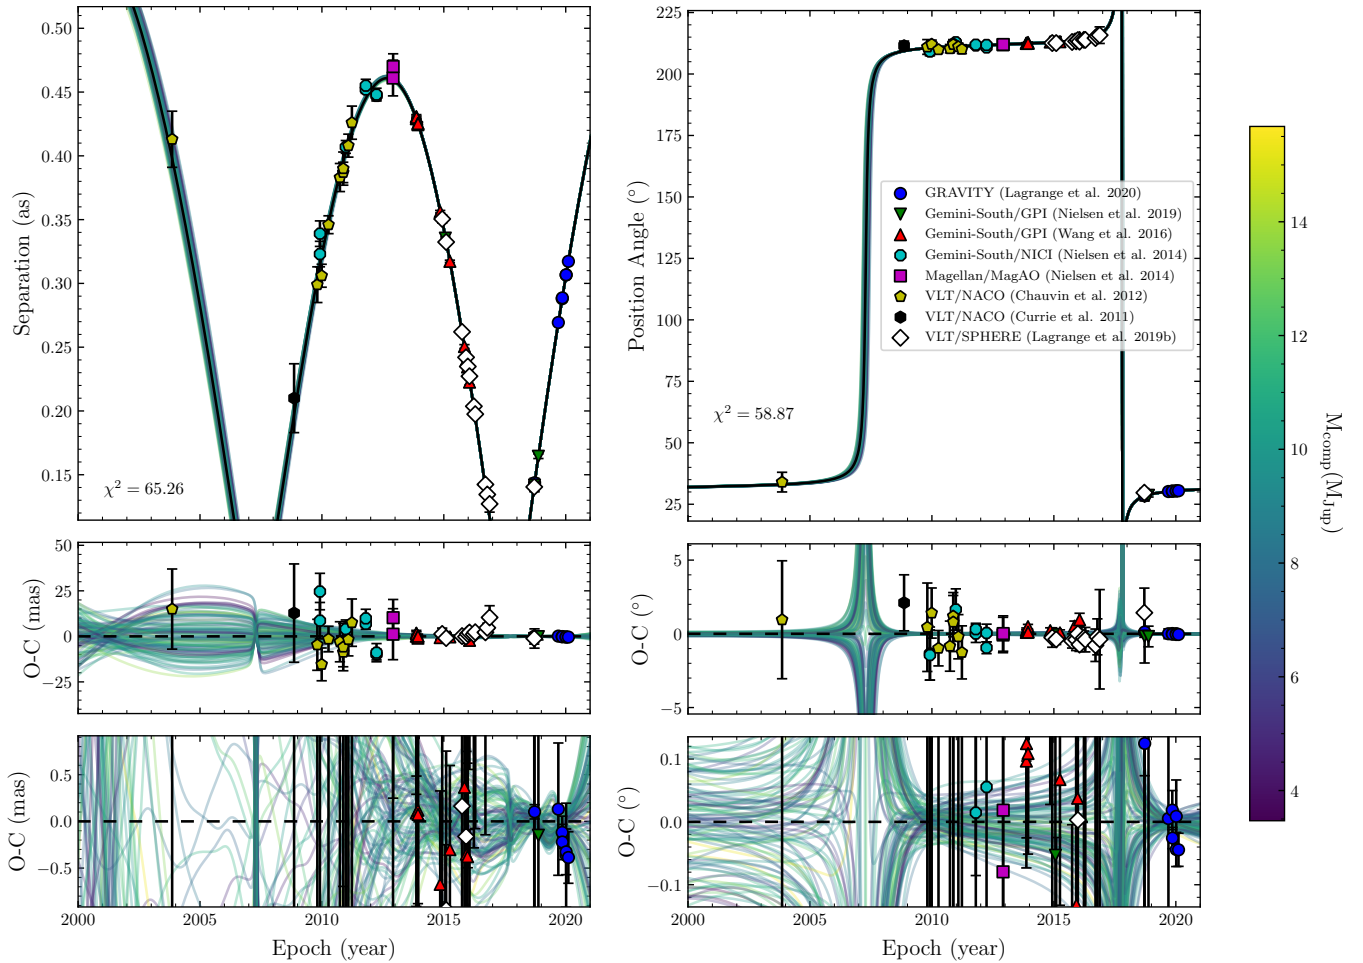 0.50
0.45
0.40
0.35
0.30
0.25
0.20
0.15
Separation (as)
χ² = 65.26
225
200
175
150
125
100
75
50
25
Position Angle (°)
χ² = 58.87
GRAVITY (Lagrange et al. 2020)
Gemini-South/GPI (Nielsen et al. 2019)
Gemini-South/GPI (Wang et al. 2016)
Gemini-South/NICI (Nielsen et al. 2014)
Magellan/MagAO (Nielsen et al. 2014)
VLT/NACO (Chauvin et al. 2012)
VLT/NACO (Currie et al. 2011)
VLT/SPHERE (Lagrange et al. 2019b)
14
12
10
8
6
4
Mcomp(MJup)
50
25
0
−25
O-C (mas)
5
0
−5
O-C (°)
0.5
0.0
−0.5
O-C (mas)
2000 2005 2010 2015 2020
Epoch (year)
0.1
0.0
−0.1
O-C (°)
2000 2005 2010 2015 2020
Epoch (year)